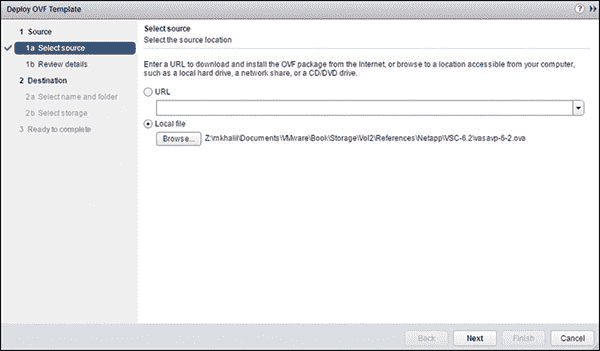 Deploy OVF Template
1 Source
1a Select source
1b Review details
2 Destination
2a Select name and folder
2b Select storage
3 Ready to complete
Select source
Select the source location
Enter a URL to download and install the OVF package from the Internet, or browse to a location accessible from your computer,
such as a local hard drive, a network share, or a CD/DVD drive.
URL
Local file
Browse... Z:\mkhalil\Documents\VMware\Book\Storage\Vol2\References\Netapp\VSC-6.2\vasavp-6-2.ova
Back Next Finish Cancel